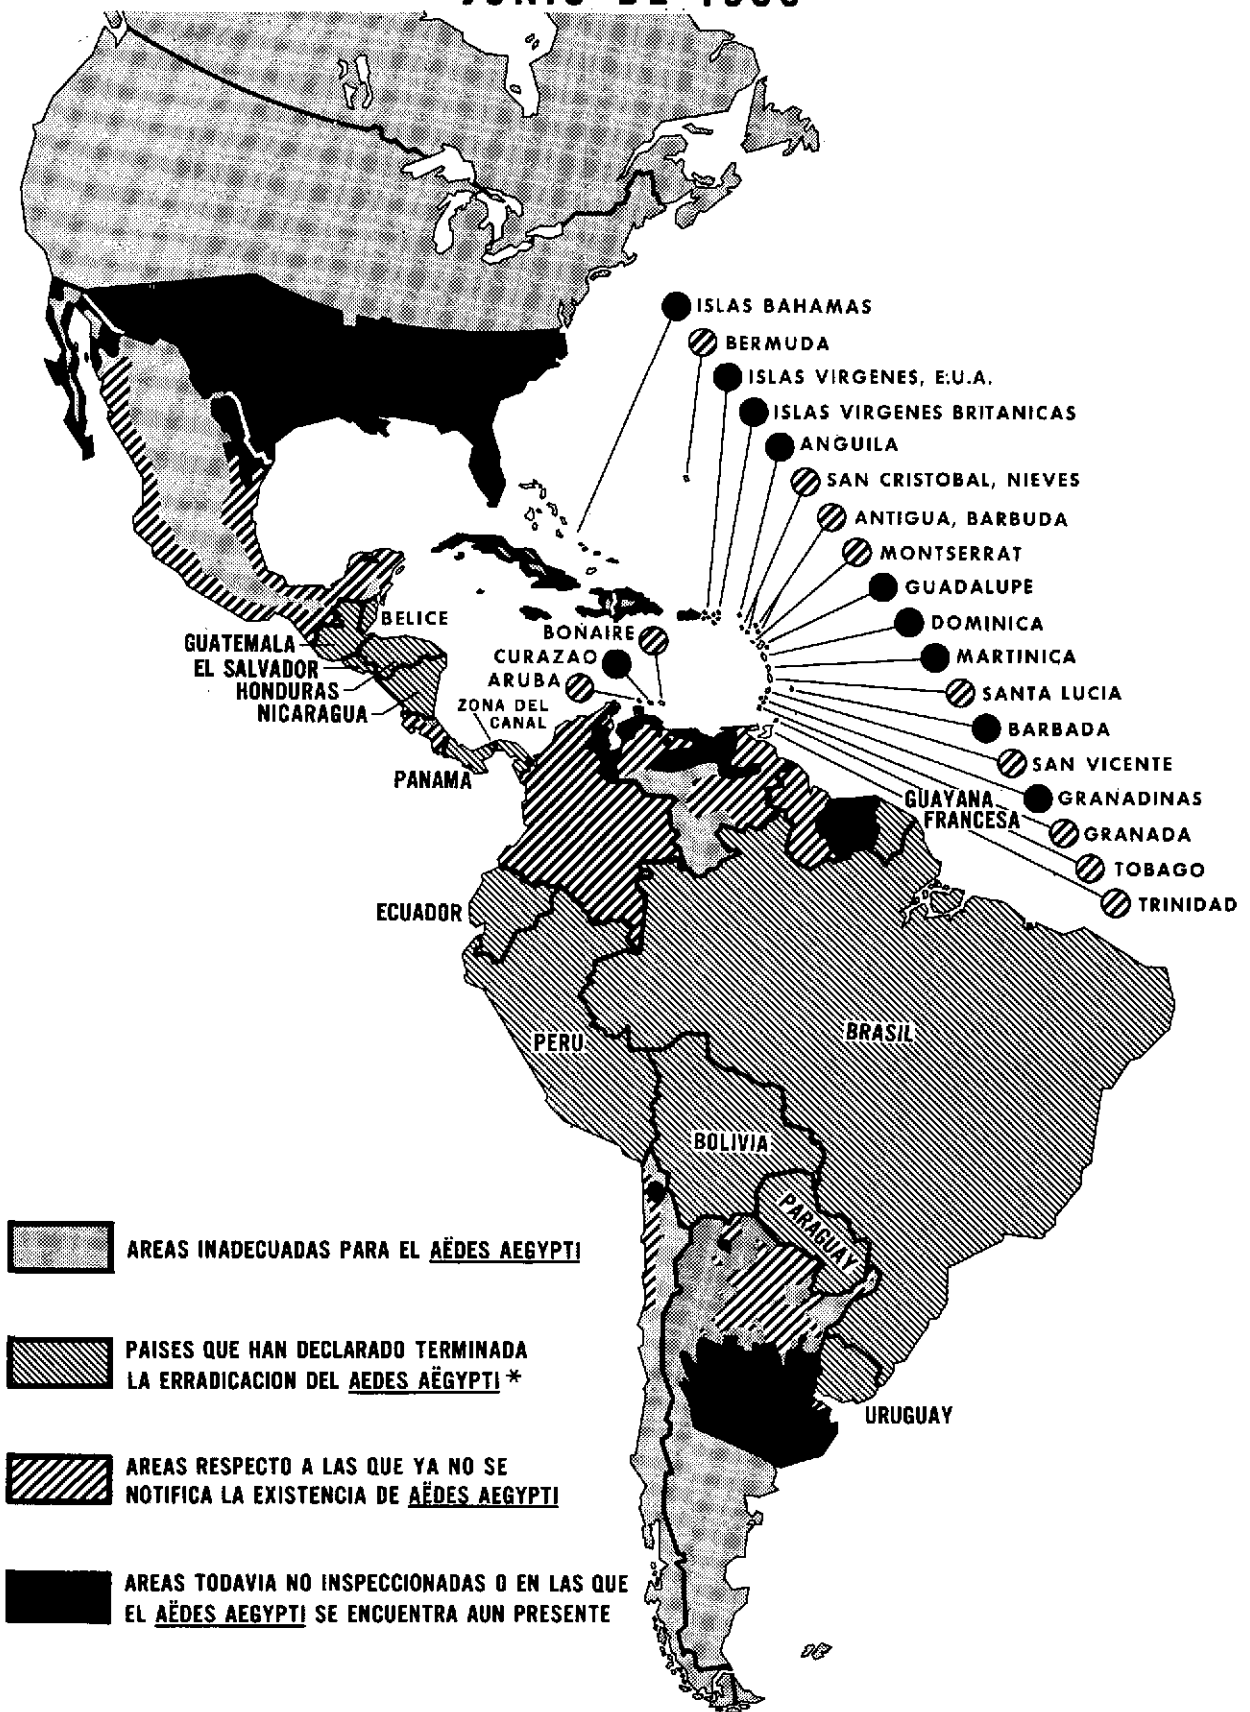 ISLAS BAHAMAS
BERMUDA
ISLAS VIRGENES, E.U.A.
ISLAS VIRGENES BRITANICAS
ANGUILA
SAN CRISTOBAL, NIEVES
ANTIGUA, BARBUDA
MONTSERRAT
GUADALUPE
DOMINICA
MARTINICA
SANTA LUCIA
BARBADA
SAN VICENTE
GRANADINAS
GRANADA
TOBAGO
TRINIDAD
BELICE
GUATEMALA
EL SALVADOR
HONDURAS
NICARAGUA
BONAIRE
CURAZAO
ARUBA
ZONA DEL
CANAL
PANAMA
GUAYANA
FRANCESA
ECUADOR
PERU
BRASIL
BOLIVIA
PARAGUAY
URUGUAY
AREAS INADECUADAS PARA EL AËDES AEGYPTI
PAISES QUE HAN DECLARADO TERMINADA
LA ERRADICACION DEL AEDES AËGYPTI *
AREAS RESPECTO A LAS QUE YA NO SE
NOTIFICA LA EXISTENCIA DE AËDES AEGYPTI
AREAS TODAVIA NO INSPECCIONADAS O EN LAS QUE
EL AËDES AEGYPTI SE ENCUENTRA AUN PRESENTE